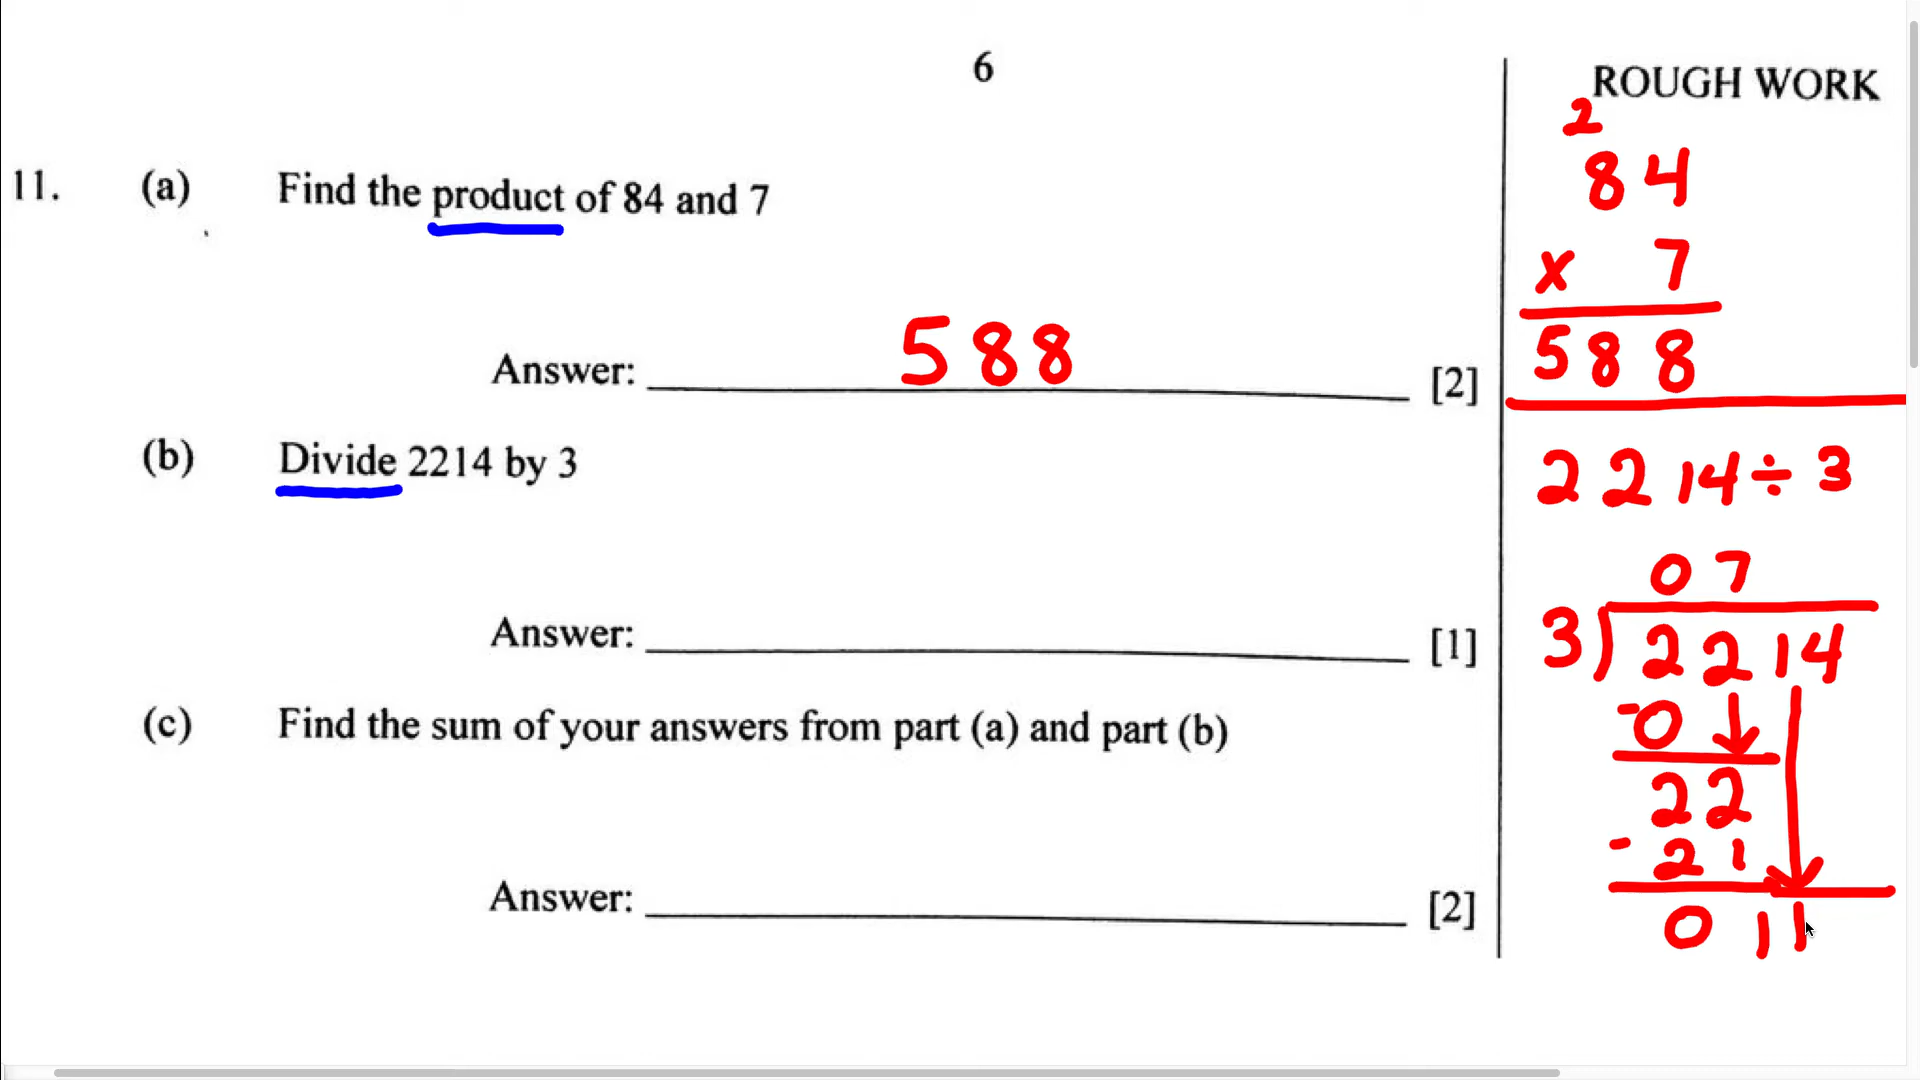 6
11. (a) Find the product of 84 and 7
Answer: 588 [2]
(b) Divide 2214 by 3
Answer: [1]
(c) Find the sum of your answers from part (a) and part (b)
Answer: [2]
ROUGH WORK
2
84
x 7
588
2214÷3
07
3)2214
-0
22
-21
011